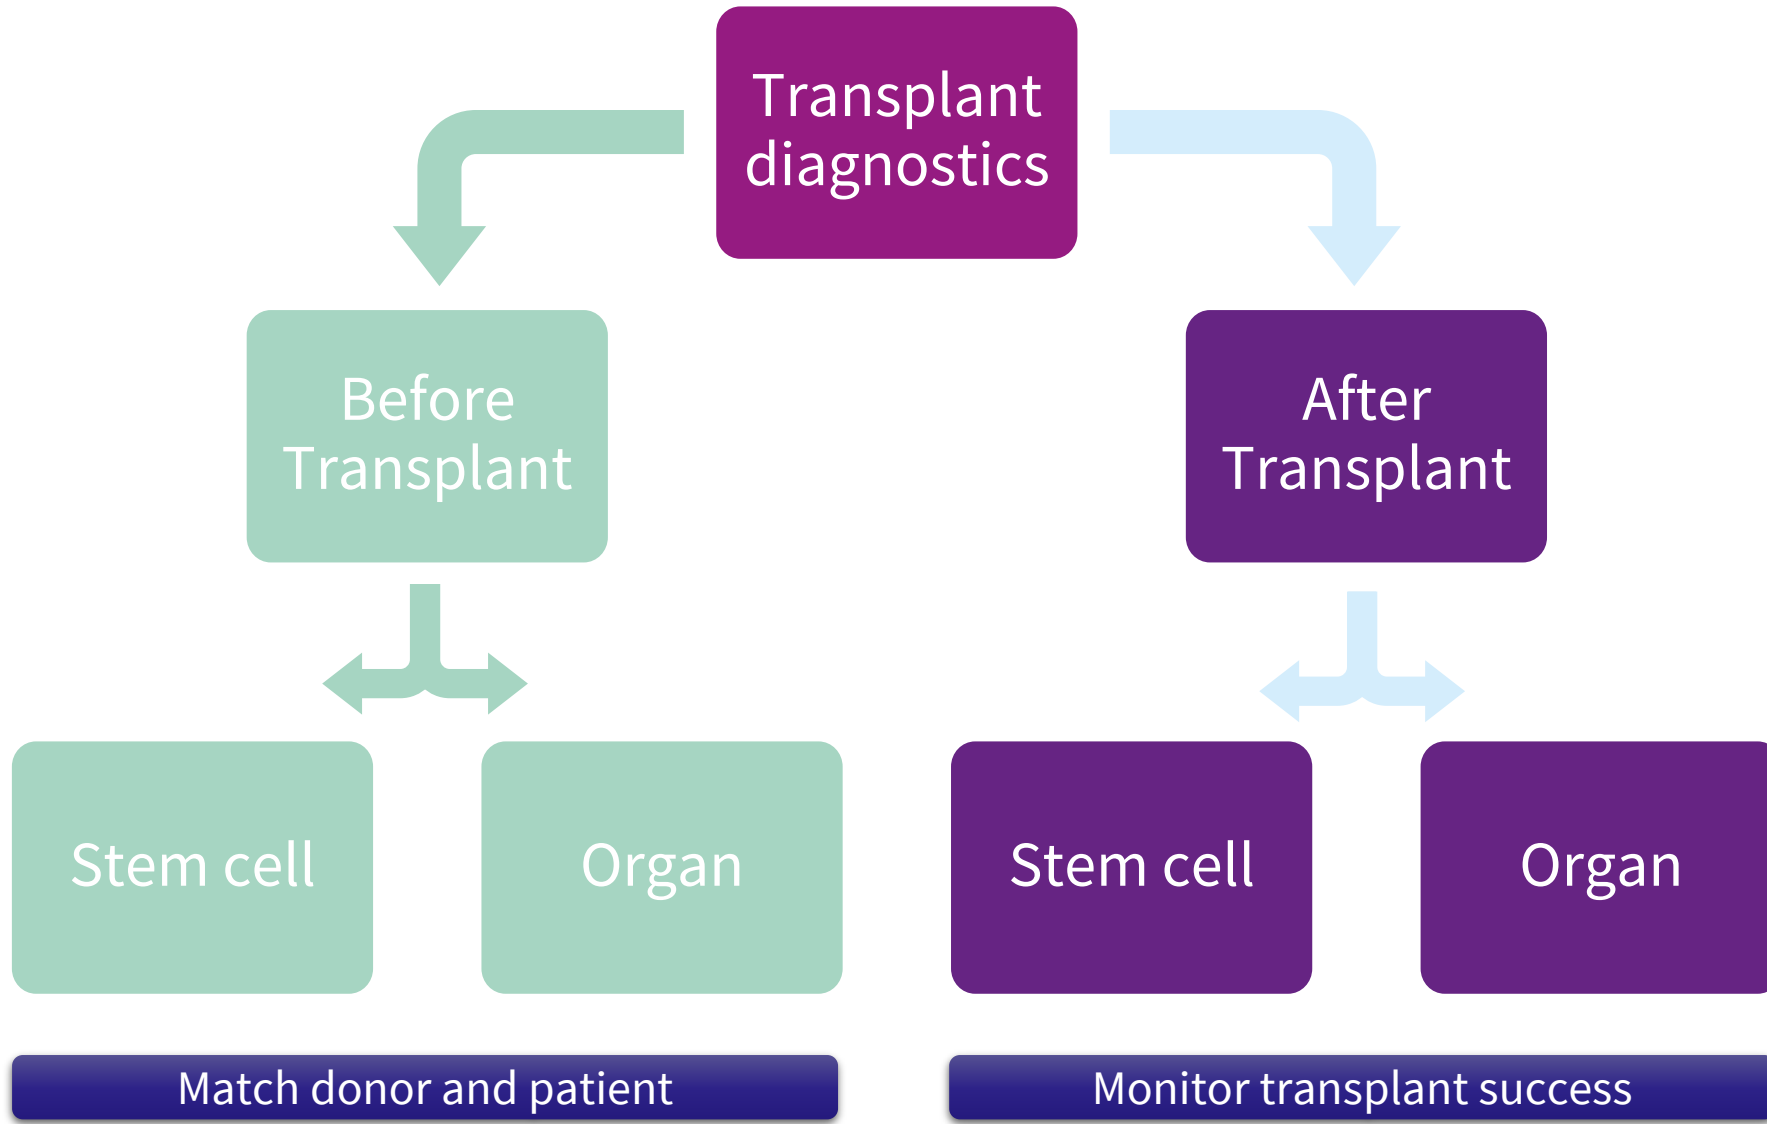 Transplant
diagnostics
Before
Transplant
After
Transplant
Stem cell
Organ
Stem cell
Organ
Match donor and patient
Monitor transplant success